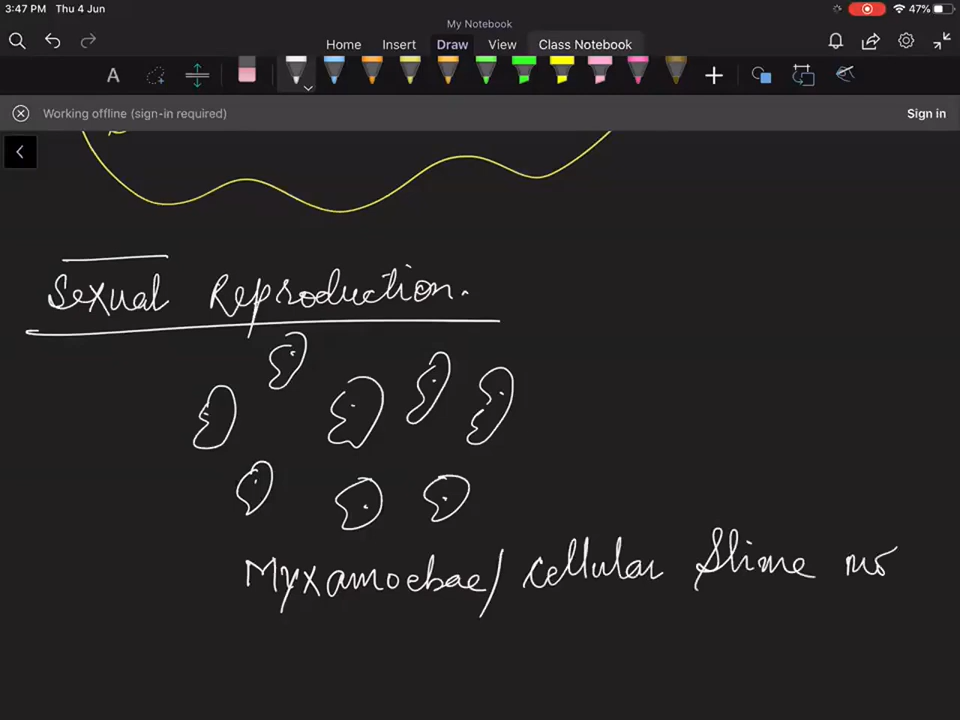 3:47 PM Thu 4 Jun 47%
My Notebook
Home Insert Draw View Class Notebook
A
Working offline (sign-in required) Sign in
Sexual Reproduction.
Myxamoebae/ cellular Slime mo